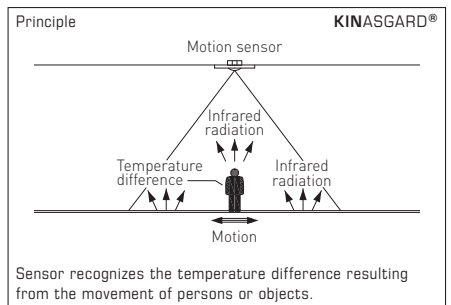 Principle KINASGARD®
Motion sensor
Infrared
radiation
Temperature
difference
Infrared
radiation
Motion
Sensor recognizes the temperature difference resulting
from the movement of persons or objects.